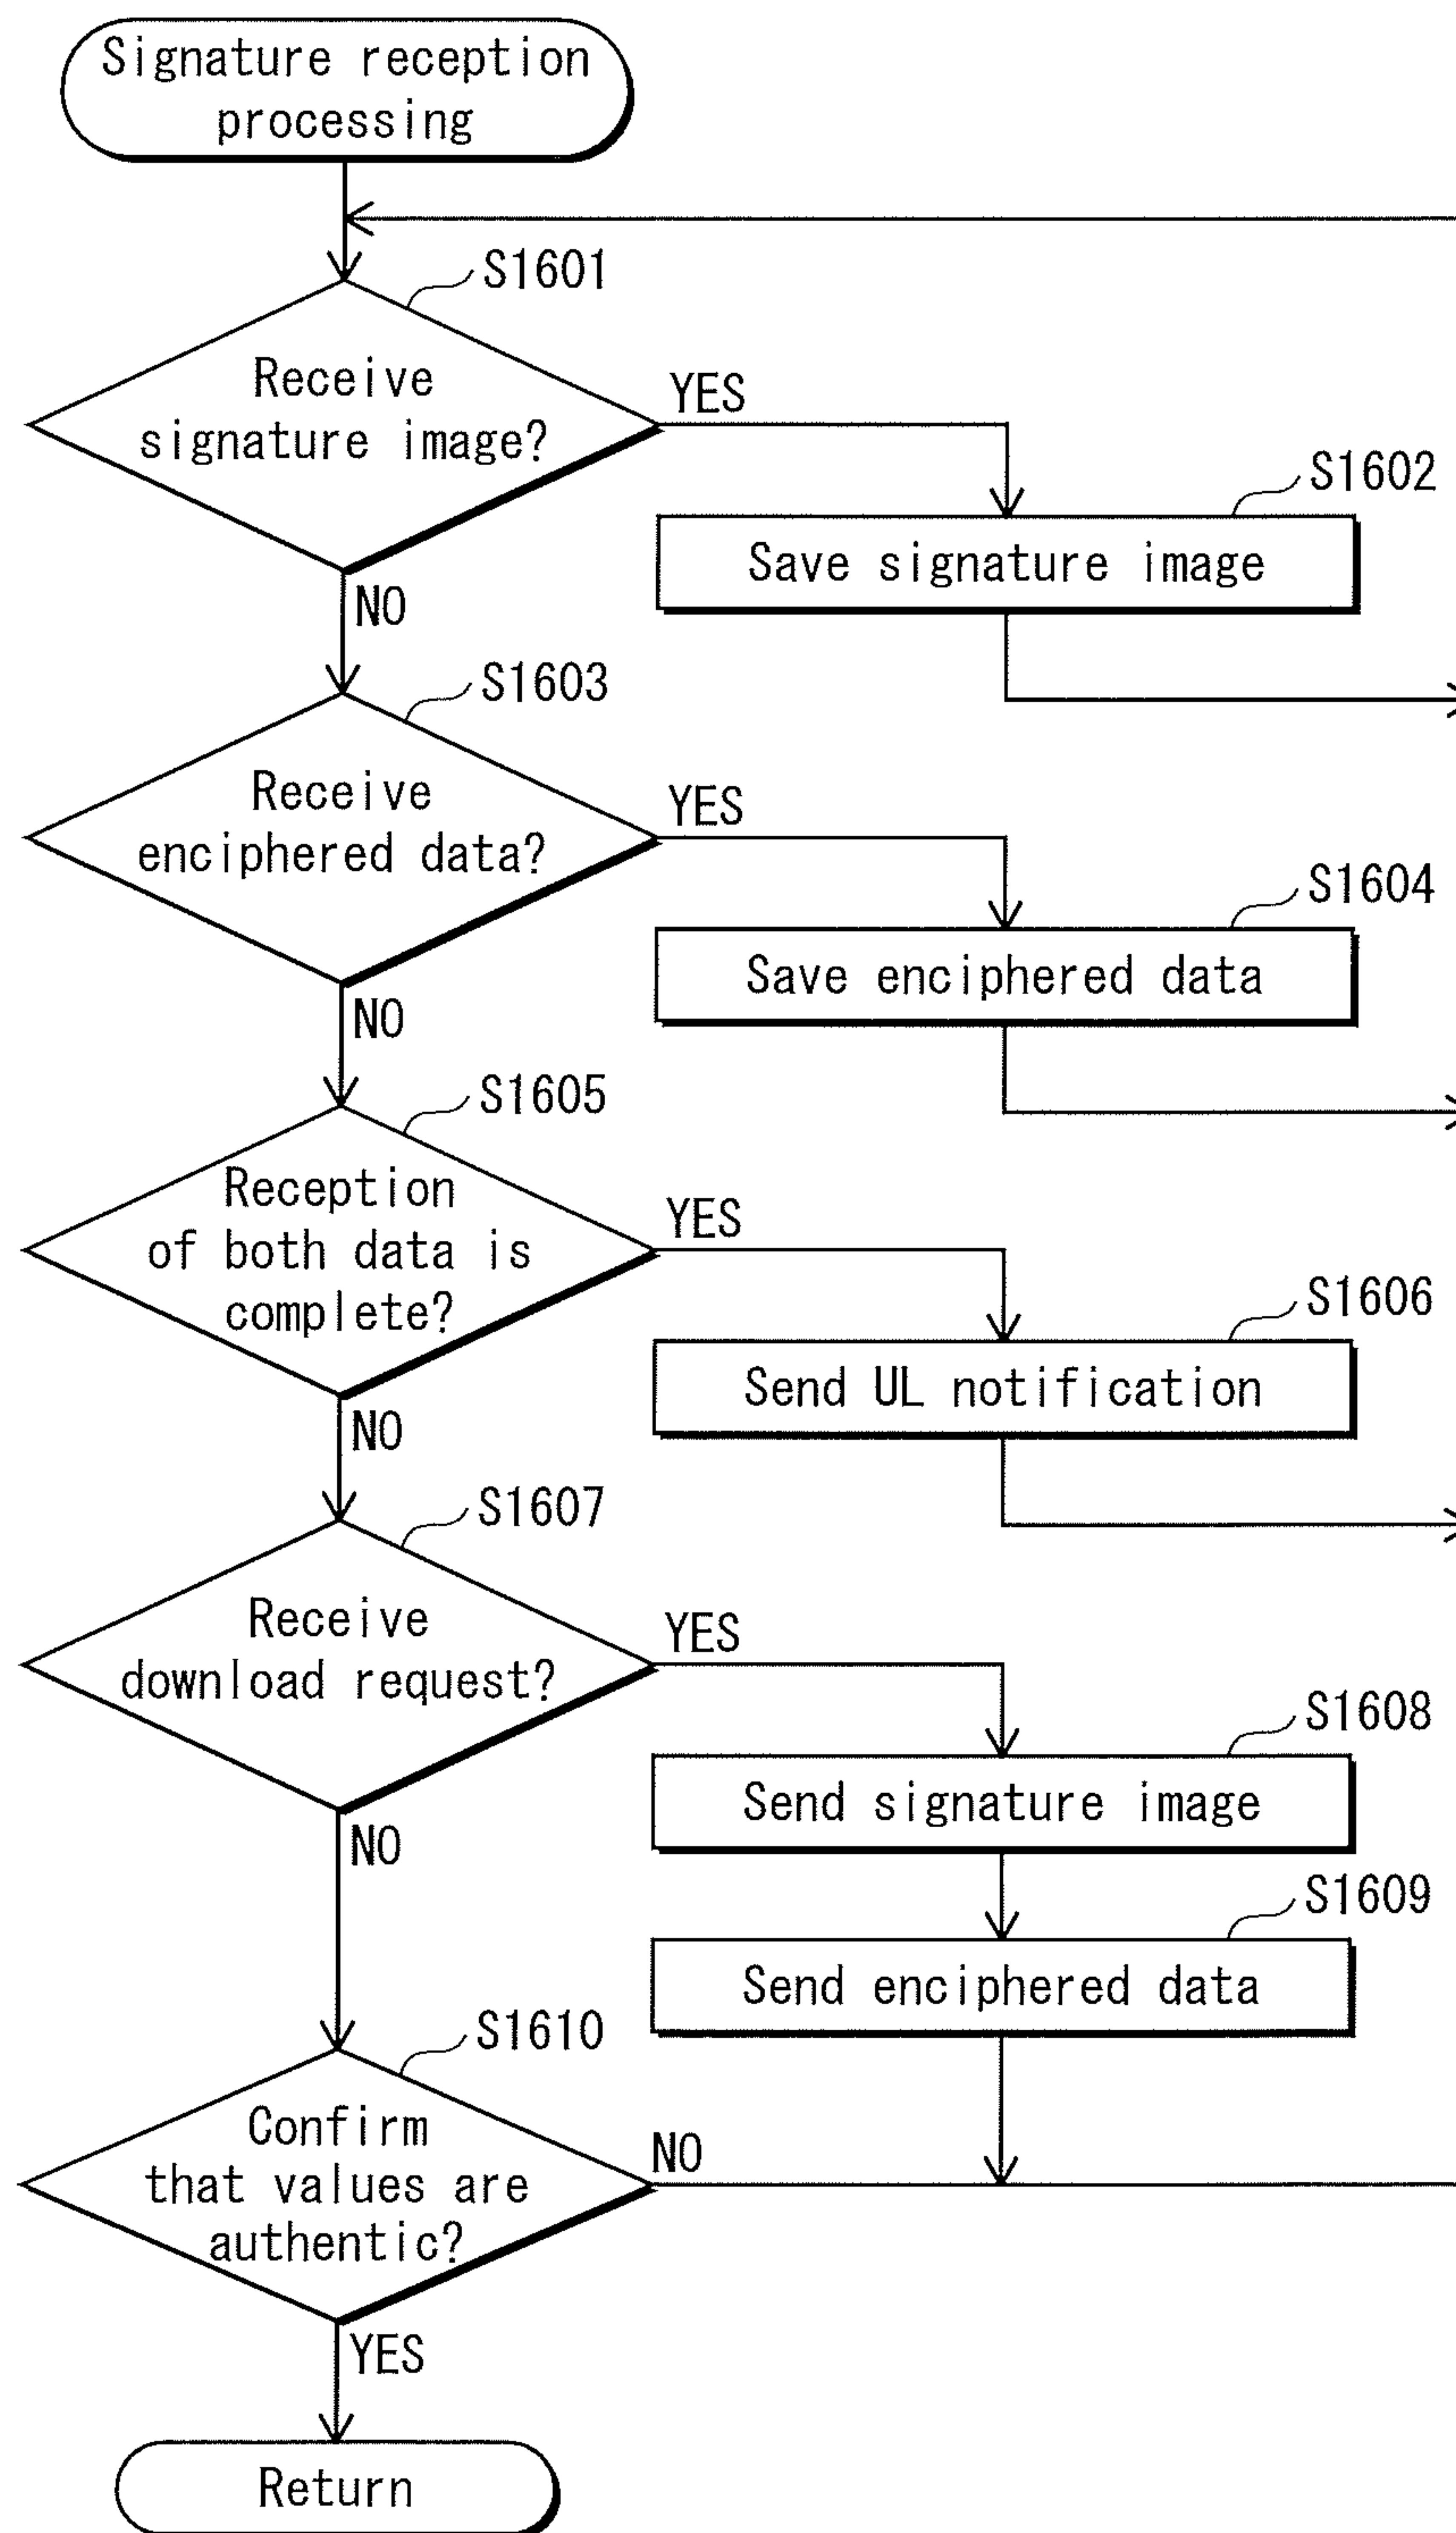 Signature reception
processing
S1601
Receive
signature image?
YES
S1602
Save signature image
NO
S1603
Receive
enciphered data?
YES
S1604
Save enciphered data
NO
S1605
Reception
of both data is
complete?
YES
S1606
Send UL notification
NO
S1607
Receive
download request?
YES
S1608
Send signature image
NO
S1609
Send enciphered data
S1610
Confirm
that values are
authentic?
NO
YES
Return